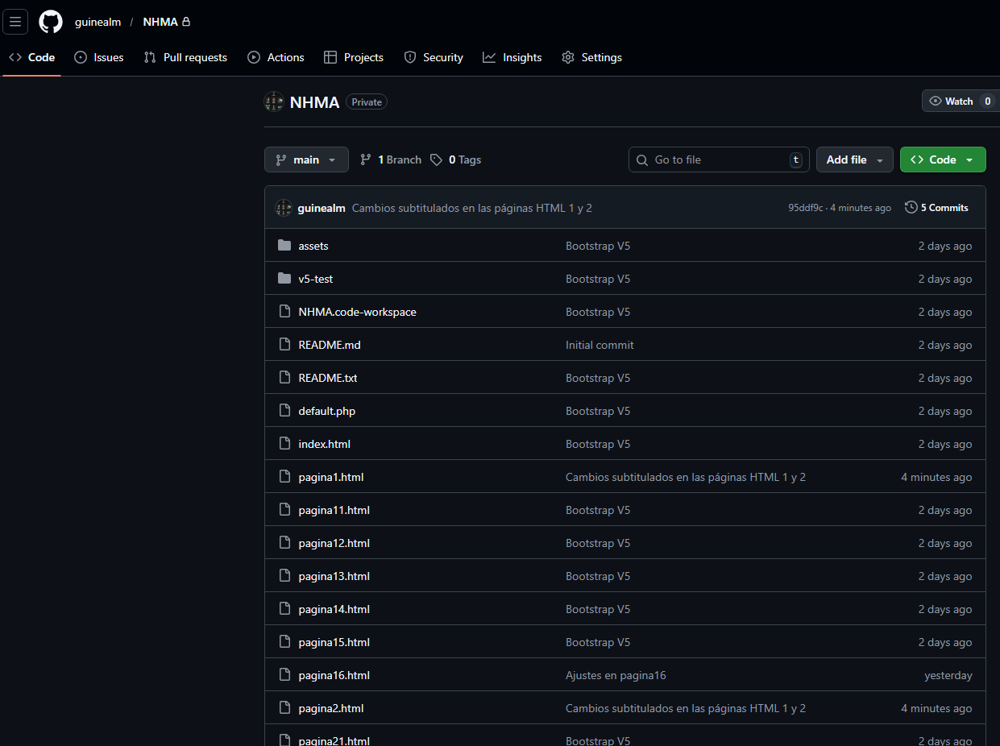 guinealm / NHMA
Code Issues Pull requests Actions Projects Security Insights Settings
NHMA Private Watch 0
main 1 Branch 0 Tags Go to file t Add file Code
guinealm Cambios subtitulados en las páginas HTML 1 y 2 95ddf9c · 4 minutes ago 5 Commits
assets Bootstrap V5 2 days ago
v5-test Bootstrap V5 2 days ago
NHMA.code-workspace Bootstrap V5 2 days ago
README.md Initial commit 2 days ago
README.txt Bootstrap V5 2 days ago
default.php Bootstrap V5 2 days ago
index.html Bootstrap V5 2 days ago
pagina1.html Cambios subtitulados en las páginas HTML 1 y 2 4 minutes ago
pagina11.html Bootstrap V5 2 days ago
pagina12.html Bootstrap V5 2 days ago
pagina13.html Bootstrap V5 2 days ago
pagina14.html Bootstrap V5 2 days ago
pagina15.html Bootstrap V5 2 days ago
pagina16.html Ajustes en pagina16 yesterday
pagina2.html Cambios subtitulados en las páginas HTML 1 y 2 4 minutes ago
pagina21.html Bootstrap V5 2 days ago